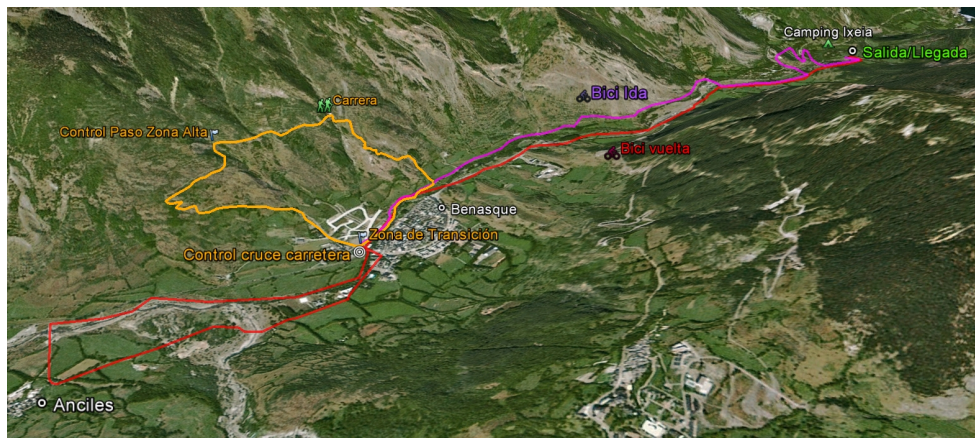 Camping Ixeia
Salida/Llegada
Bici Ida
Carrera
Control Paso Zona Alta
Bici vuelta
Benasque
Zona de Transición
Control cruce carretera
Anciles